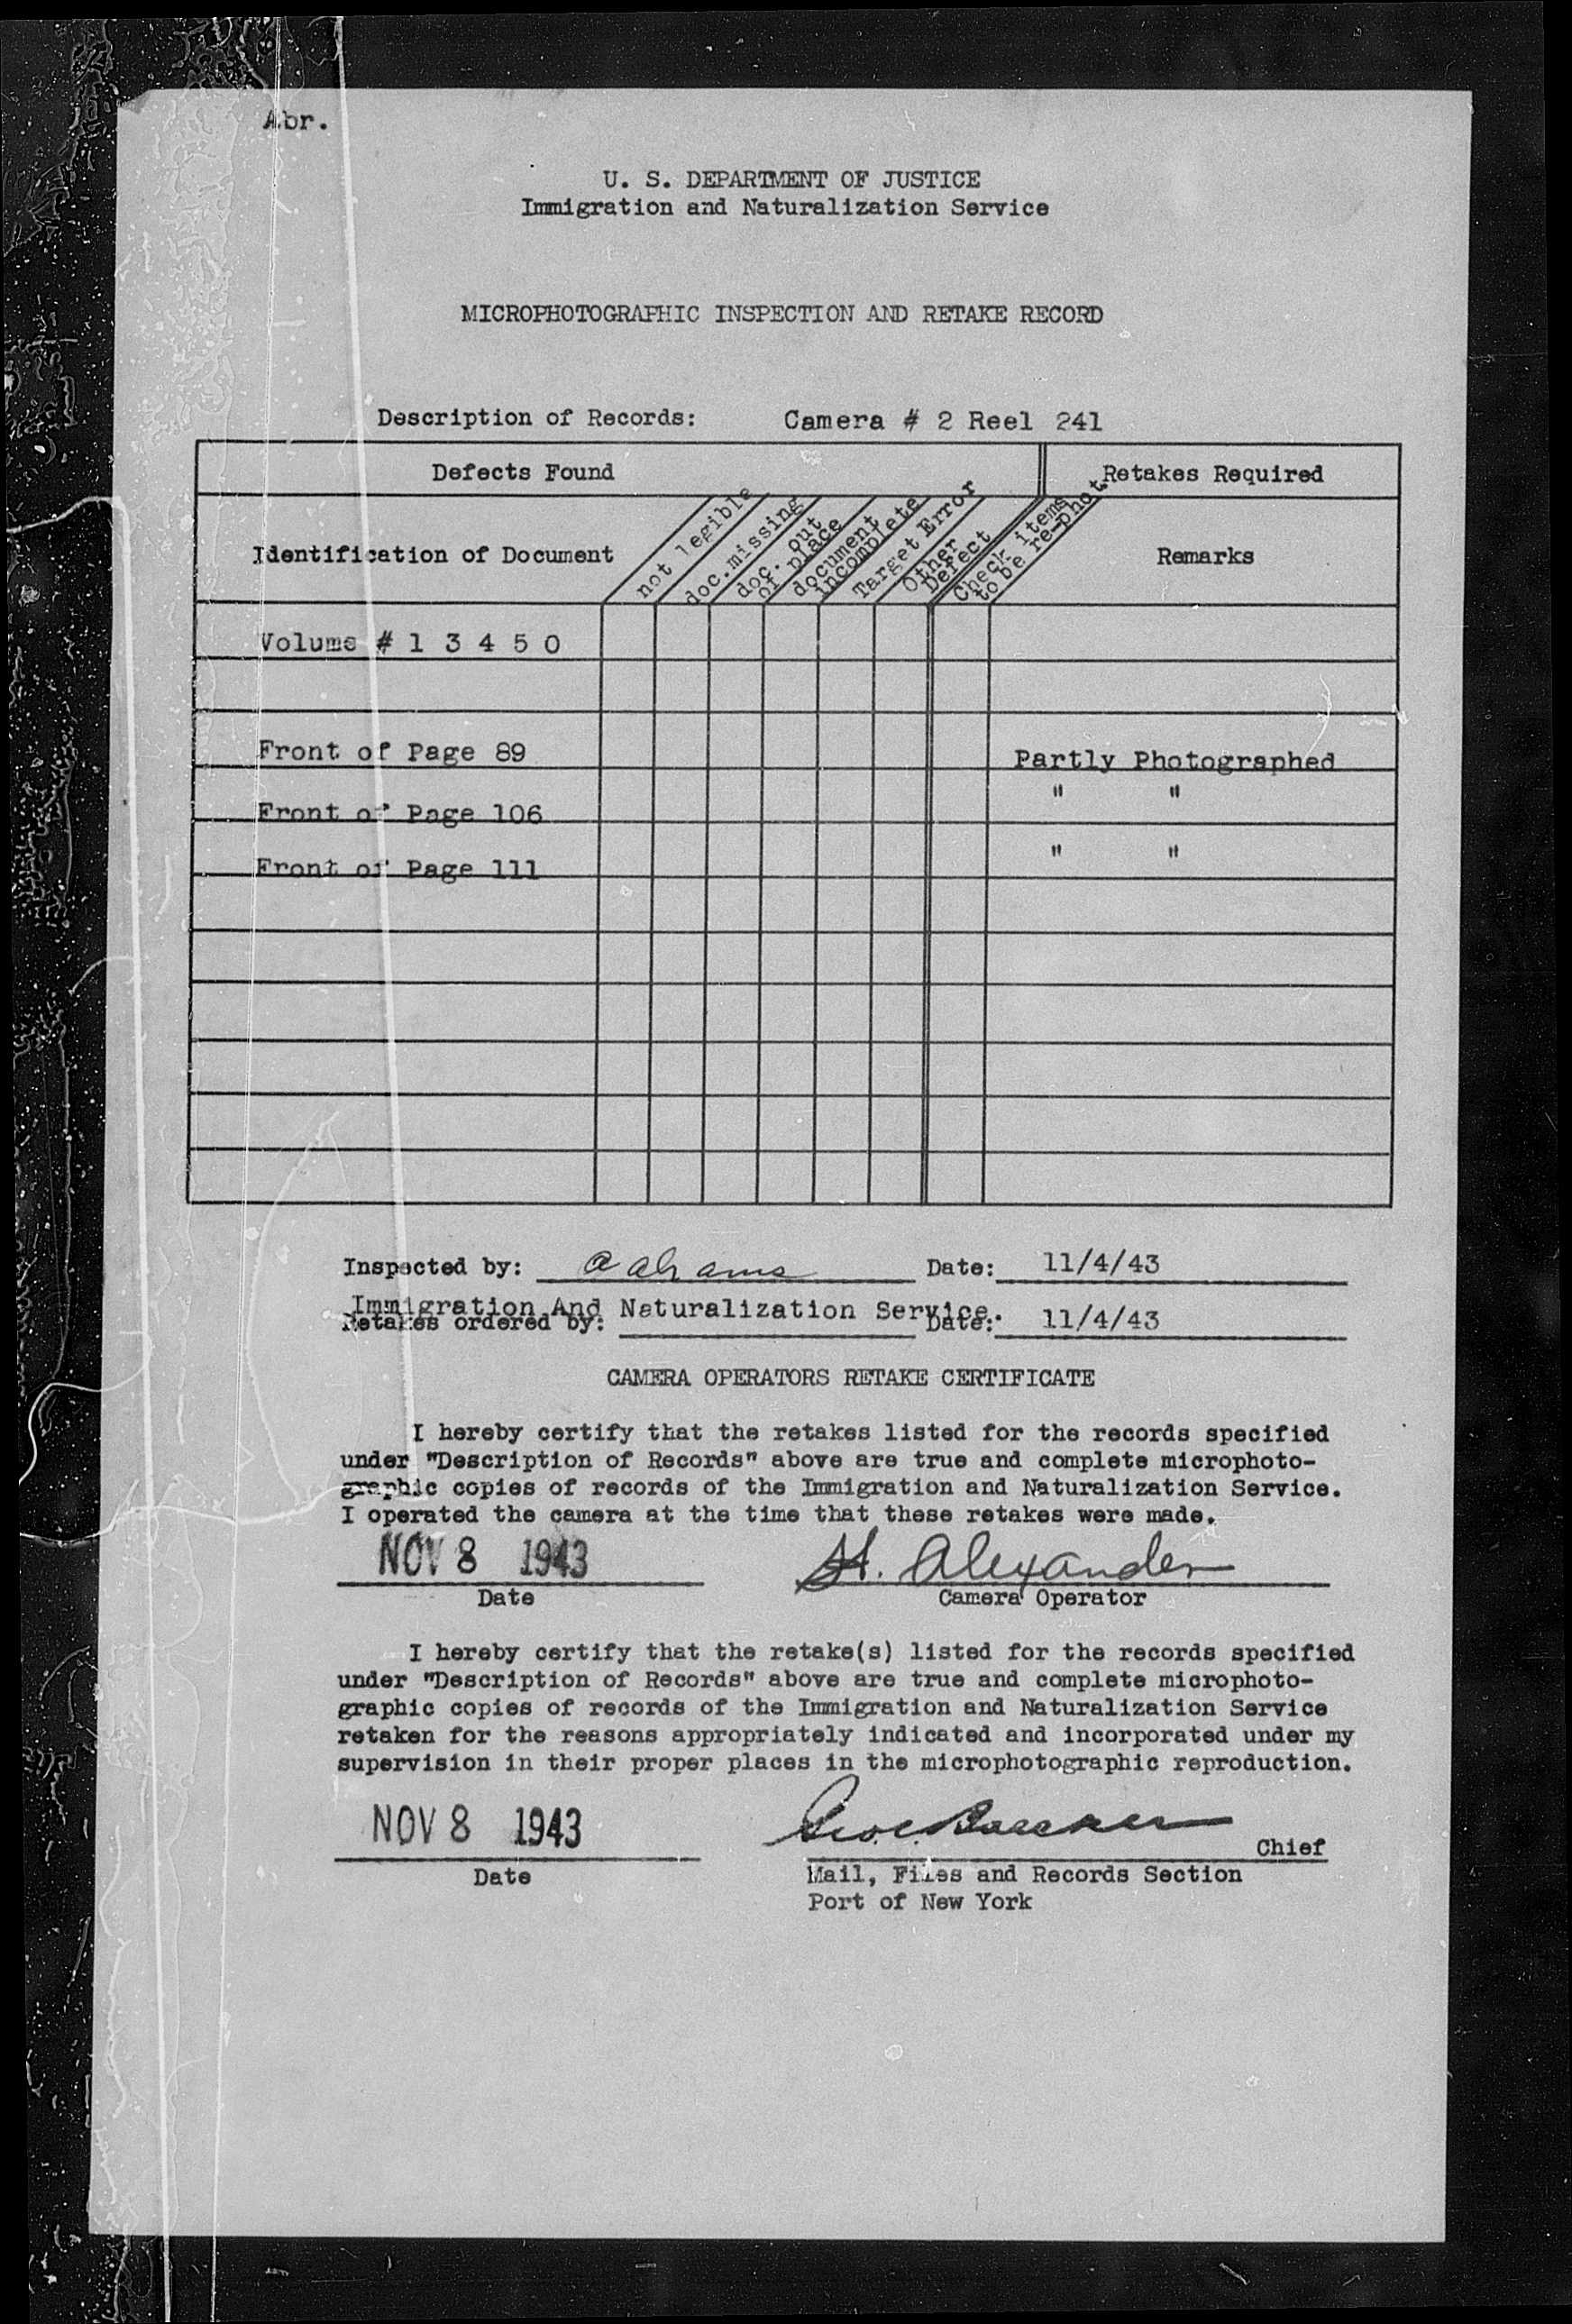 Abr.
U. S. DEPARTMENT OF JUSTICE
Immigration and Naturalization Service
MICROPHOTOGRAPHIC INSPECTION AND RETAKE RECORD
Description of Records: Camera # 2 Reel 241
Defects Found
Retakes Required
Identification of Document
not legible
doc. missing
doc. out
of place
document
incomplete
Target Error
Other
Defect
Check items
to be re-phot.
Remarks
Volume # 1 3 4 5 0
Front of Page 89 Partly Photographed
Front of Page 106 " "
Front of Page 111 " "
Inspected by: a abrams Date: 11/4/43
Immigration And Naturalization Service.
Retakes ordered by: Date: 11/4/43
CAMERA OPERATORS RETAKE CERTIFICATE
I hereby certify that the retakes listed for the records specified
under "Description of Records" above are true and complete microphoto-
graphic copies of records of the Immigration and Naturalization Service.
I operated the camera at the time that these retakes were made.
NOV 8 1943 H. Alexander
Date Camera Operator
I hereby certify that the retake(s) listed for the records specified
under "Description of Records" above are true and complete microphoto-
graphic copies of records of the Immigration and Naturalization Service
retaken for the reasons appropriately indicated and incorporated under my
supervision in their proper places in the microphotographic reproduction.
NOV 8 1943
Chief
Date Mail, Files and Records Section
Port of New York